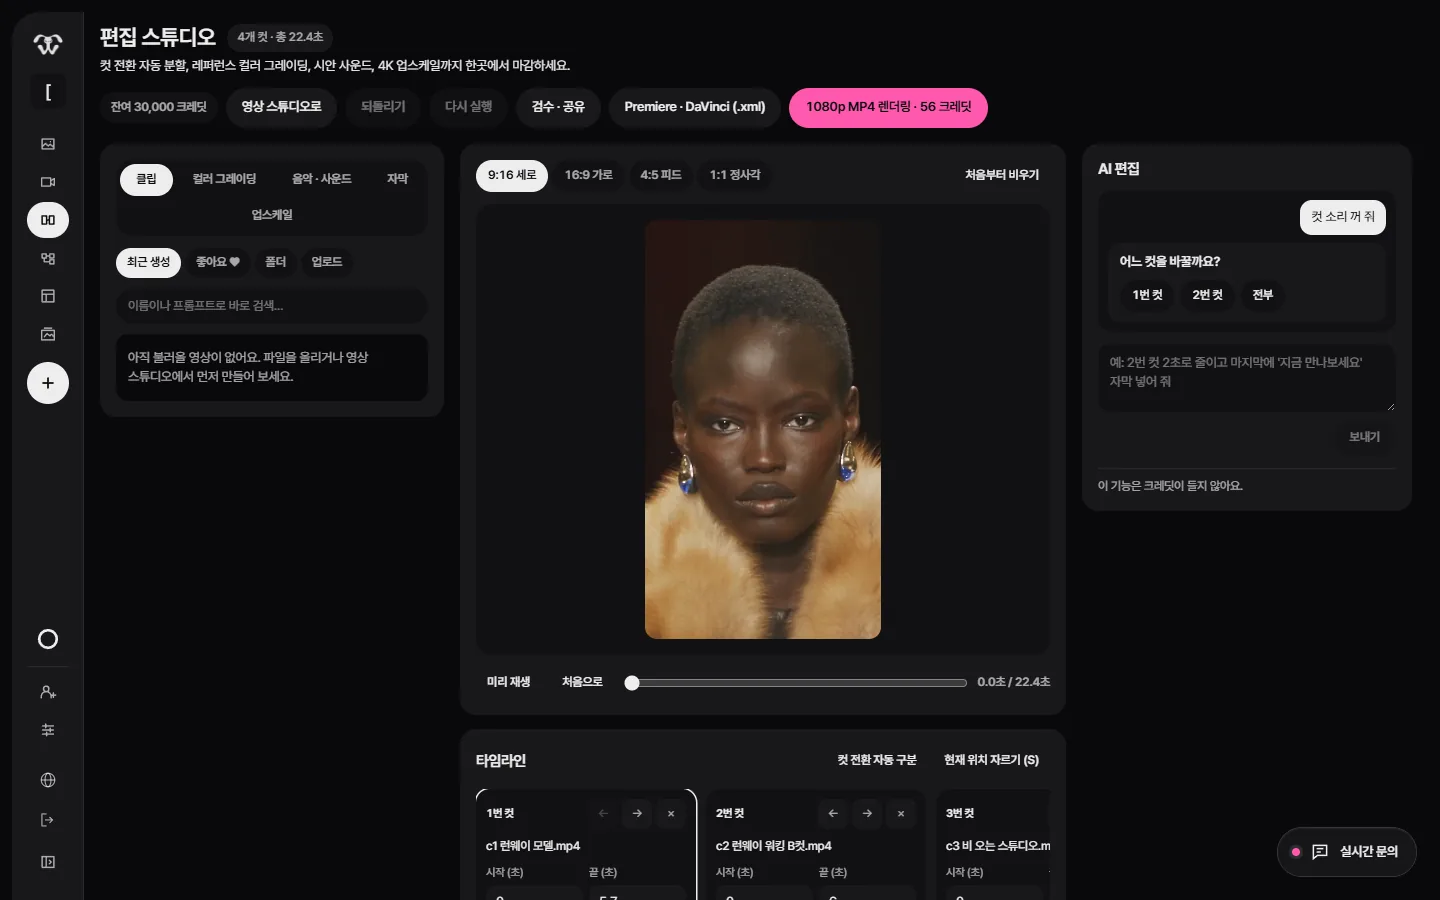 편집 스튜디오
4개 컷 · 총 22.4초
컷 전환 자동 분할, 레퍼런스 컬러 그레이딩, 시안 사운드, 4K 업스케일까지 한곳에서 마감하세요.
[
잔여 30,000 크레딧
영상 스튜디오로
되돌리기
다시 실행
검수 · 공유
Premiere · DaVinci (.xml)
1080p MP4 렌더링 · 56 크레딧
클립
컬러 그레이딩
음악 · 사운드
자막
업스케일
최근 생성
좋아요 ♥
폴더
업로드
이름이나 프롬프트로 바로 검색...
아직 불러올 영상이 없어요. 파일을 올리거나 영상
스튜디오에서 먼저 만들어 보세요.
9:16 세로
16:9 가로
4:5 피드
1:1 정사각
처음부터 비우기
미리 재생
처음으로
0.0초 / 22.4초
타임라인
컷 전환 자동 구분
현재 위치 자르기 (S)
1번 컷
c1 런웨이 모델.mp4
시작 (초)
끝 (초)
2번 컷
c2 런웨이 워킹 B컷.mp4
시작 (초)
끝 (초)
3번 컷
c3 비 오는 스튜디오.m
시작 (초)
AI 편집
컷 소리 꺼 줘
어느 컷을 바꿀까요?
1번 컷
2번 컷
전부
예: 2번 컷 2초로 줄이고 마지막에 '지금 만나보세요'
자막 넣어 줘
보내기
이 기능은 크레딧이 들지 않아요.
실시간 문의